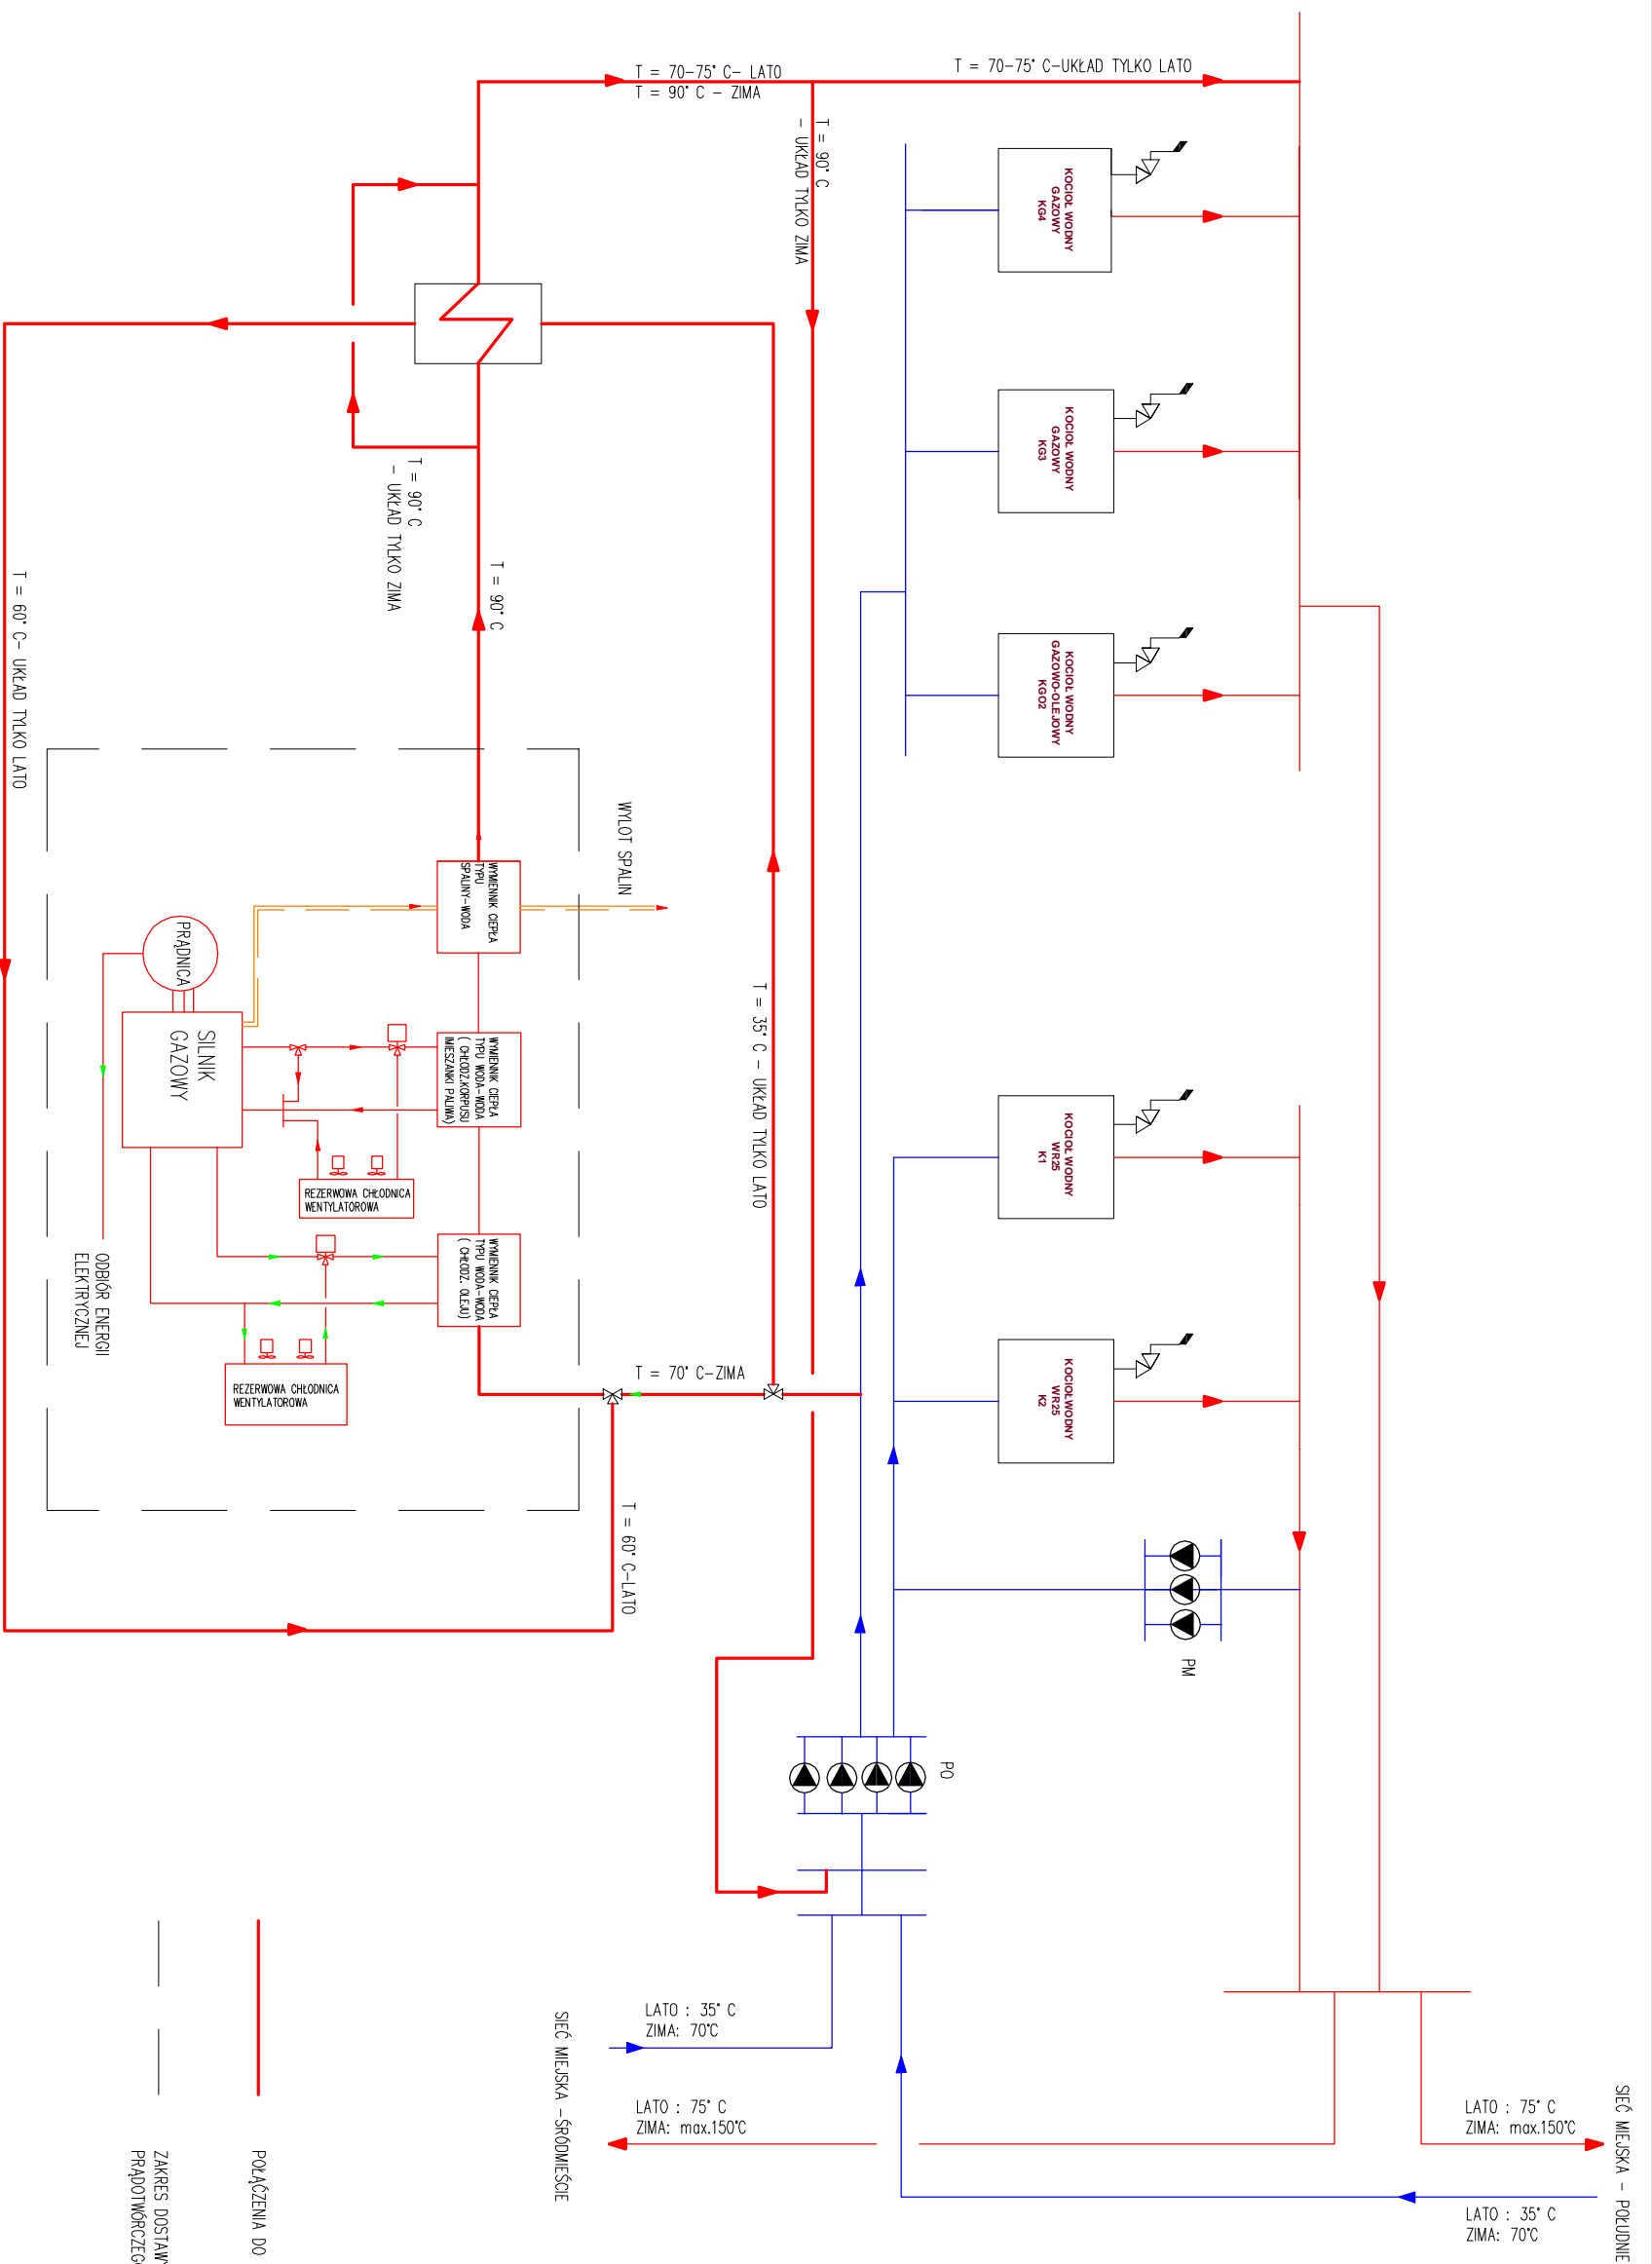 T = 70-75° C- LATO
T = 90° C - ZIMA
T = 70-75° C-UKŁAD TYLKO LATO
T = 90° C
- UKŁAD TYLKO ZIMA
KOCIOŁ WODNY
GAZOWY
KG4
KOCIOŁ WODNY
GAZOWY
KG3
KOCIOŁ WODNY
GAZOWO-OLEJOWY
KGO2
KOCIOŁ WODNY
WR25
K1
KOCIOŁ WODNY
WR25
K2
T = 90° C
- UKŁAD TYLKO ZIMA
T = 90° C
T = 60° C- UKŁAD TYLKO LATO
WYLOT SPALIN
WYMIENNIK CIEPŁA
TYPU
SPALINY-WODA
PRĄDNICA
SILNIK
GAZOWY
WYMIENNIK CIEPŁA
TYPU WODA-WODA
( CHŁODZ.KORPUSU
IMIESZANKI PALIWA)
T = 35° C - UKŁAD TYLKO LATO
REZERWOWA CHŁODNICA
WENTYLATOROWA
WYMIENNIK CIEPŁA
TYPU WODA-WODA
( CHŁODZ. OLEJU)
ODBIÓR ENERGII
ELEKTRYCZNEJ
REZERWOWA CHŁODNICA
WENTYLATOROWA
T = 70° C-ZIMA
T = 60° C-LATO
PM
PO
LATO : 35° C
ZIMA: 70°C
SIEĆ MIEJSKA -ŚRÓDMIEŚCIE
LATO : 75° C
ZIMA: max.150°C
LATO : 75° C
ZIMA: max.150°C
SIEĆ MIEJSKA - POŁUDNIE
LATO : 35° C
ZIMA: 70°C
POŁĄCZENIA DO
ZAKRES DOSTAW
PRĄDOTWÓRCZEG